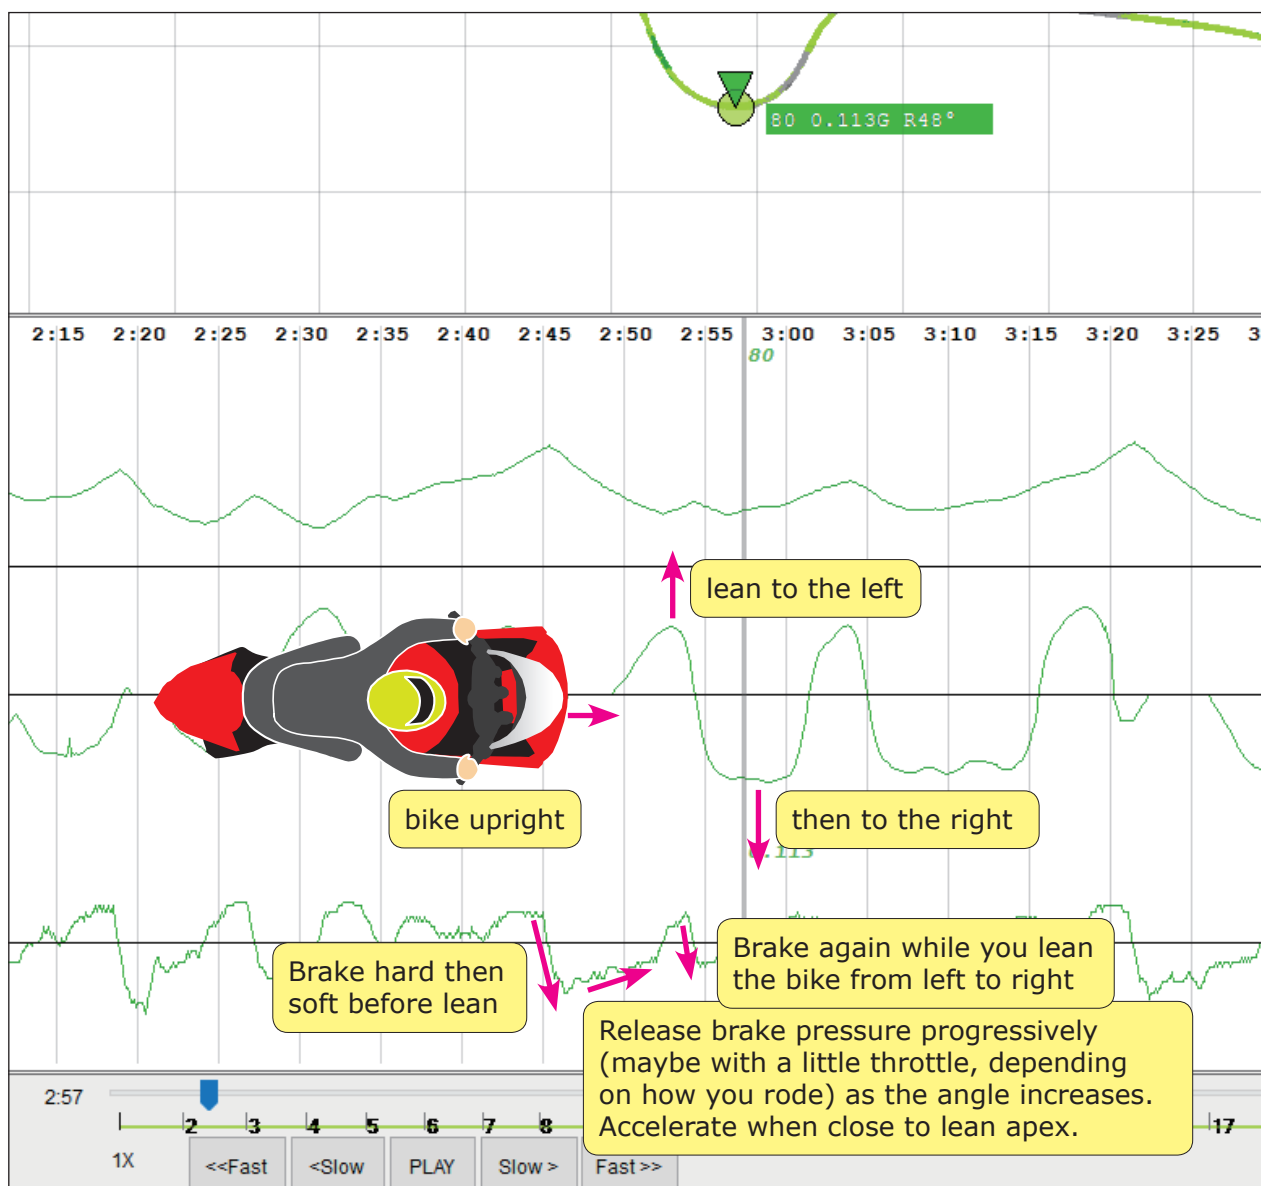 80 0.113G R48°
2:15 2:20 2:25 2:30 2:35 2:40 2:45 2:50 2:55 3:00 3:05 3:10 3:15 3:20 3:25 3
80
lean to the left
bike upright
then to the right
0.113
Brake hard then
soft before lean
Brake again while you lean
the bike from left to right
Release brake pressure progressively
(maybe with a little throttle, depending
on how you rode) as the angle increases.
Accelerate when close to lean apex.
2:57
2 3 4 5 6 7 8 17
1X <<Fast <Slow PLAY Slow > Fast >>